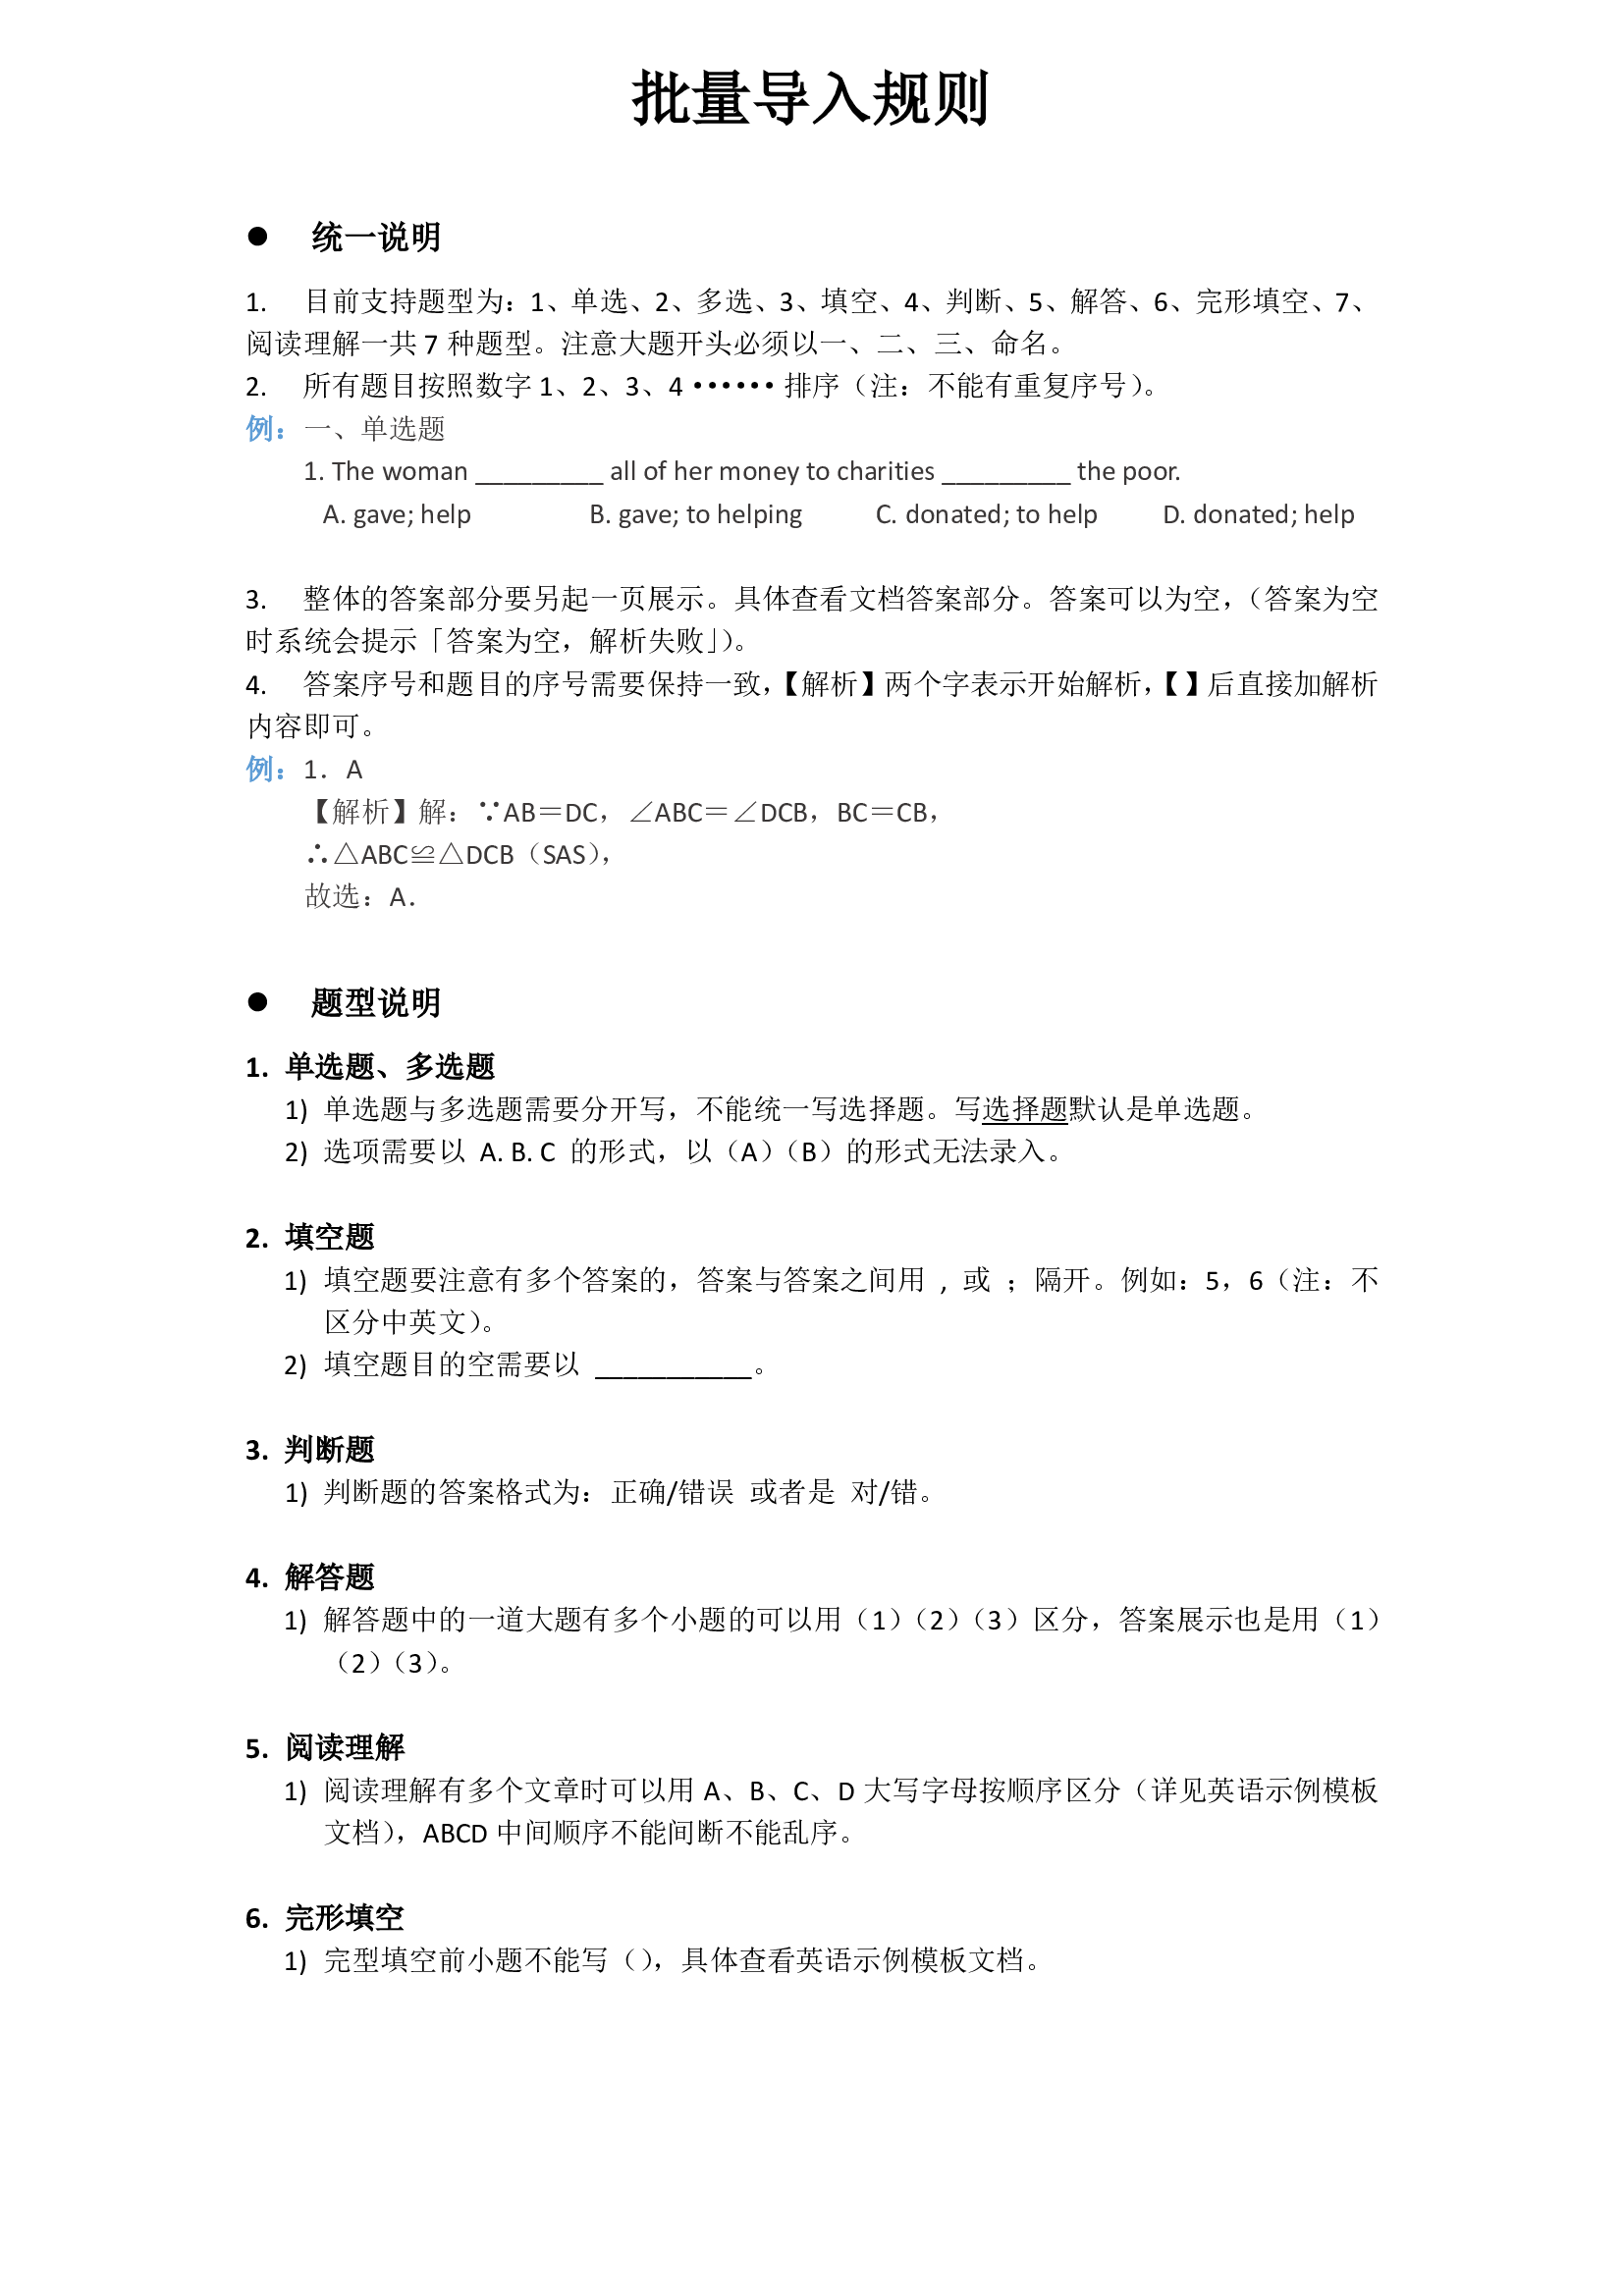 批量导入规则
● 统一说明
1. 目前支持题型为：1、单选、2、多选、3、填空、4、判断、5、解答、6、完形填空、7、
阅读理解一共 7 种题型。注意大题开头必须以一、二、三、命名。
2. 所有题目按照数字 1、2、3、4 •••••• 排序（注：不能有重复序号）。
例：一、单选题
1. The woman _________ all of her money to charities _________ the poor.
A. gave; help B. gave; to helping C. donated; to help D. donated; help
3. 整体的答案部分要另起一页展示。具体查看文档答案部分。答案可以为空，（答案为空
时系统会提示「答案为空，解析失败」）。
4. 答案序号和题目的序号需要保持一致，【解析】两个字表示开始解析，【】后直接加解析
内容即可。
例：1．A
【解析】解：∵AB＝DC，∠ABC＝∠DCB，BC＝CB，
∴△ABC≌△DCB（SAS），
故选：A．
● 题型说明
1. 单选题、多选题
1) 单选题与多选题需要分开写，不能统一写选择题。写选择题默认是单选题。
2) 选项需要以 A. B. C 的形式，以（A）（B）的形式无法录入。
2. 填空题
1) 填空题要注意有多个答案的，答案与答案之间用 , 或 ；隔开。例如：5，6（注：不
区分中英文）。
2) 填空题目的空需要以 ___________。
3. 判断题
1) 判断题的答案格式为：正确/错误 或者是 对/错。
4. 解答题
1) 解答题中的一道大题有多个小题的可以用（1）（2）（3）区分，答案展示也是用（1）
（2）（3）。
5. 阅读理解
1) 阅读理解有多个文章时可以用 A、B、C、D 大写字母按顺序区分（详见英语示例模板
文档），ABCD 中间顺序不能间断不能乱序。
6. 完形填空
1) 完型填空前小题不能写（），具体查看英语示例模板文档。